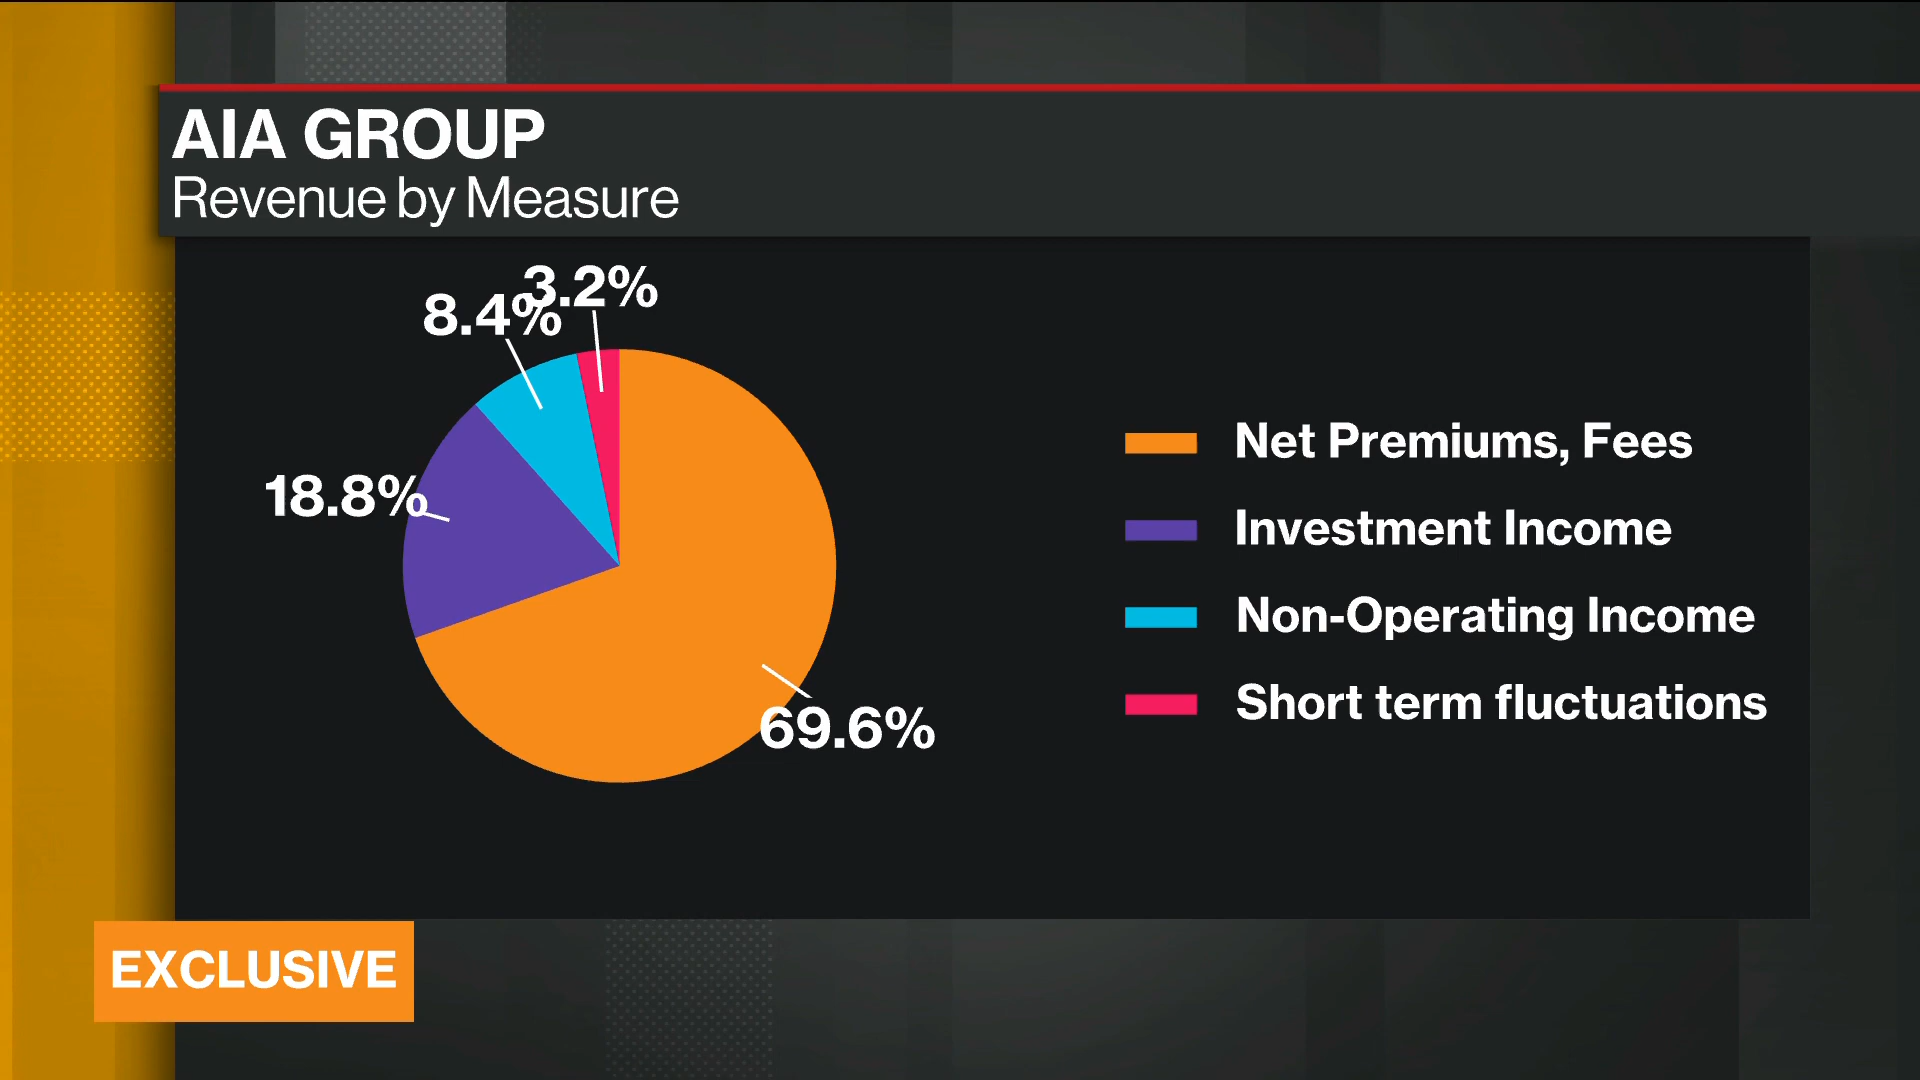 AIA GROUP
Revenue by Measure
3.2%
8.4%
18.8%
69.6%
Net Premiums, Fees
Investment Income
Non-Operating Income
Short term fluctuations
EXCLUSIVE